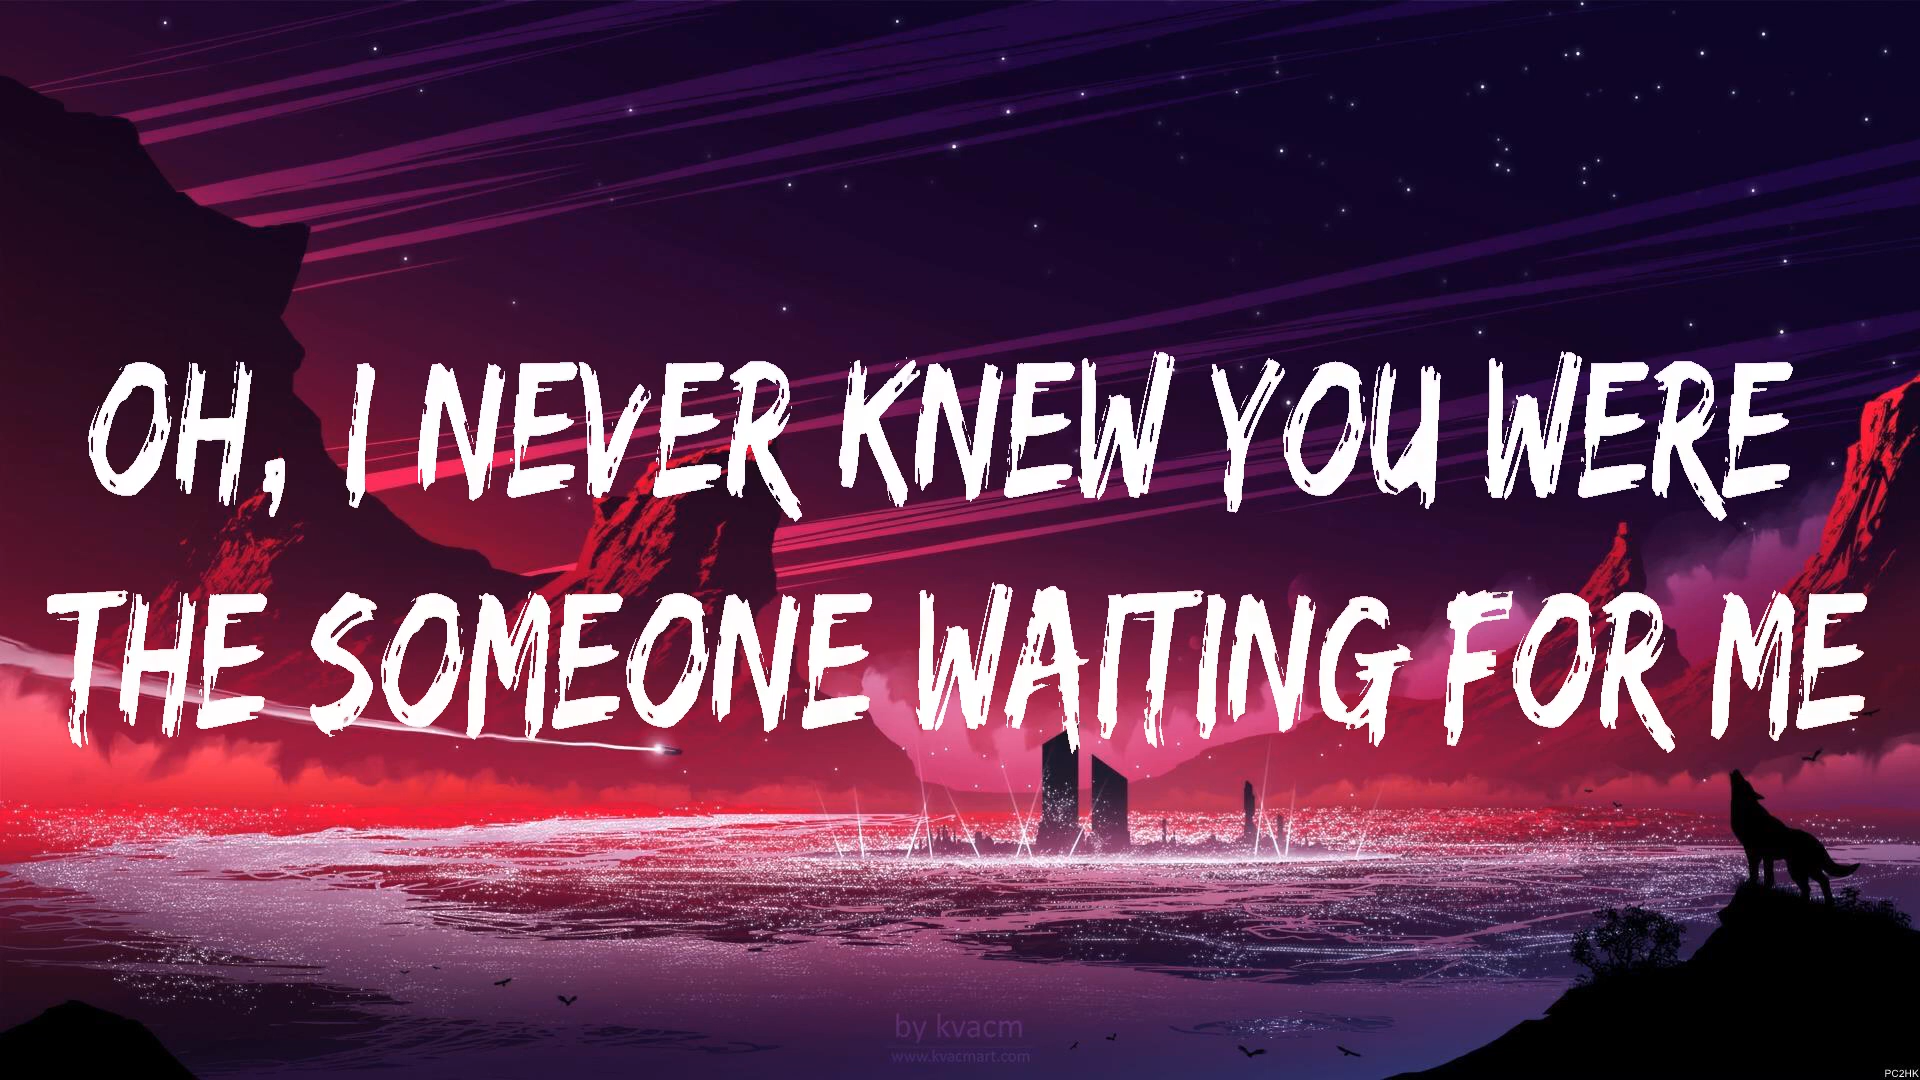 OH, I NEVER KNEW YOU WERE
THE SOMEONE WAITING FOR ME
by kvacm
www.kvacmart.com
PC2HK